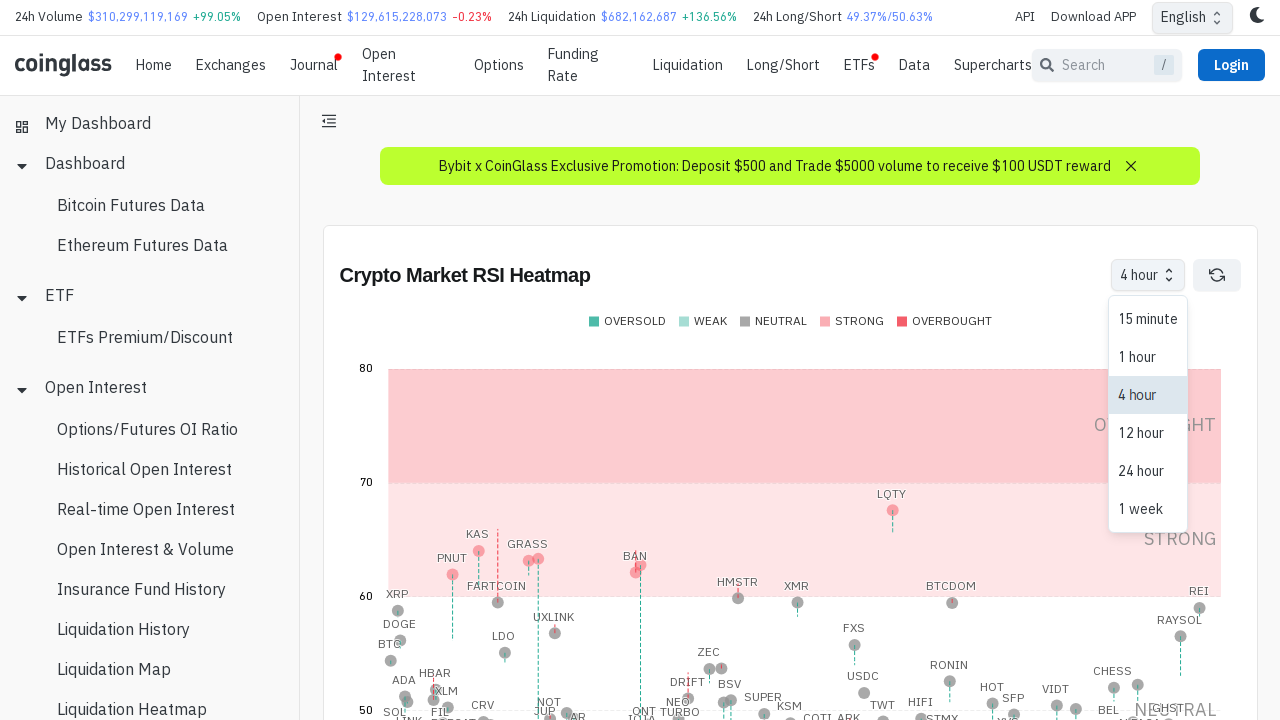 24h Volume $310,299,119,169 +99.05% Open Interest $129,615,228,073 -0.23% 24h Liquidation $682,162,687 +136.56% 24h Long/Short 49.37%/50.63% API Download APP English
coinglass Home Exchanges Journal Open Interest Options Funding Rate Liquidation Long/Short ETFs Data Supercharts Search / Login
My Dashboard
Dashboard
Bitcoin Futures Data
Ethereum Futures Data
ETF
ETFs Premium/Discount
Open Interest
Options/Futures OI Ratio
Historical Open Interest
Real-time Open Interest
Open Interest & Volume
Insurance Fund History
Liquidation History
Liquidation Map
Liquidation Heatmap
Bybit x CoinGlass Exclusive Promotion: Deposit $500 and Trade $5000 volume to receive $100 USDT reward
Crypto Market RSI Heatmap
4 hour
15 minute
1 hour
4 hour
12 hour
24 hour
1 week
OVERSOLD WEAK NEUTRAL STRONG OVERBOUGHT
80
70
LQTY
STRONG
KAS
GRASS
PNUT
BAN
FARTCOIN
HMSTR
XMR
BTCDOM
60
XRP
REI
DOGE
UXLINK
RAYSOL
BTC
LDO
FXS
ZEC
RONIN
HBAR
CHESS
ADA
DRIFT
BSV
USDC
XLM
CRV
NOT
NEO
SUPER
KSM
TWT
HIFI
HOT
SFP
VIDT
50
SOL
FIL
JUP
ONT
TURBO
COTI
ARK
STMX
BEL
GHST
NEUTRAL